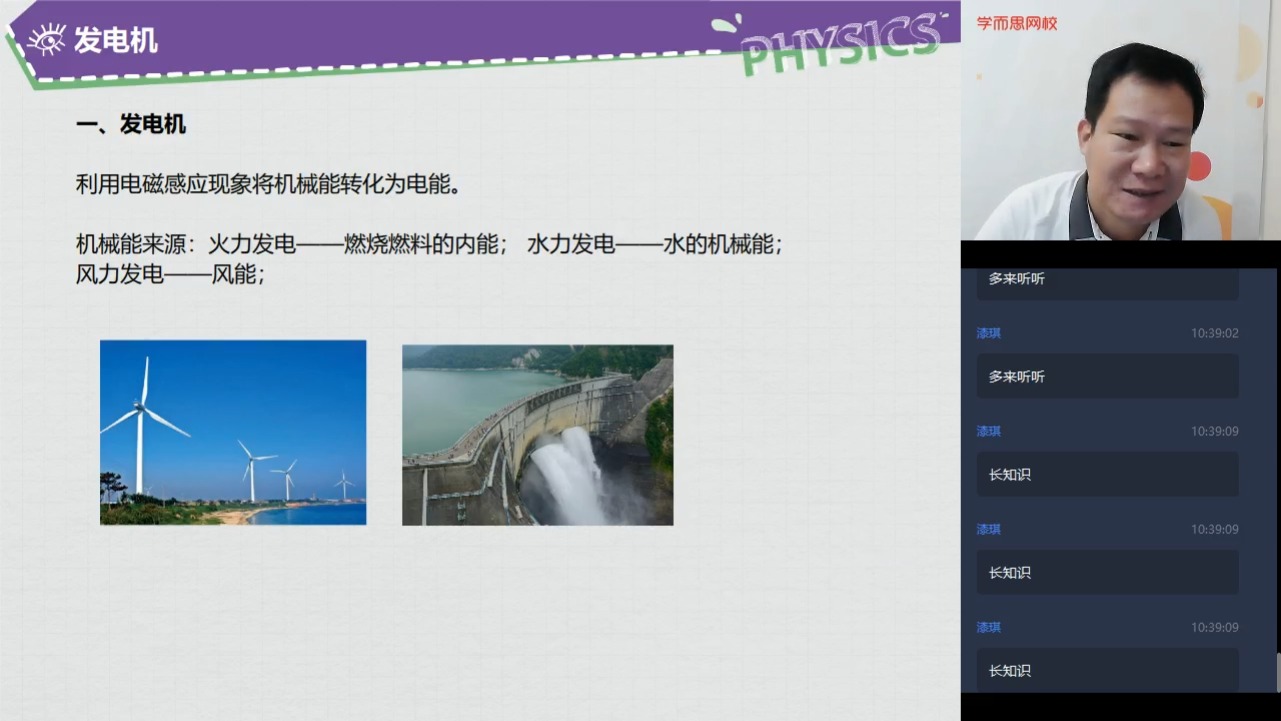 发电机
PHYSICS
一、发电机
利用电磁感应现象将机械能转化为电能。
机械能来源：火力发电——燃烧燃料的内能； 水力发电——水的机械能；
风力发电——风能；
学而思网校
多来听听
漆琪 10:39:02
多来听听
漆琪 10:39:09
长知识
漆琪 10:39:09
长知识
漆琪 10:39:09
长知识